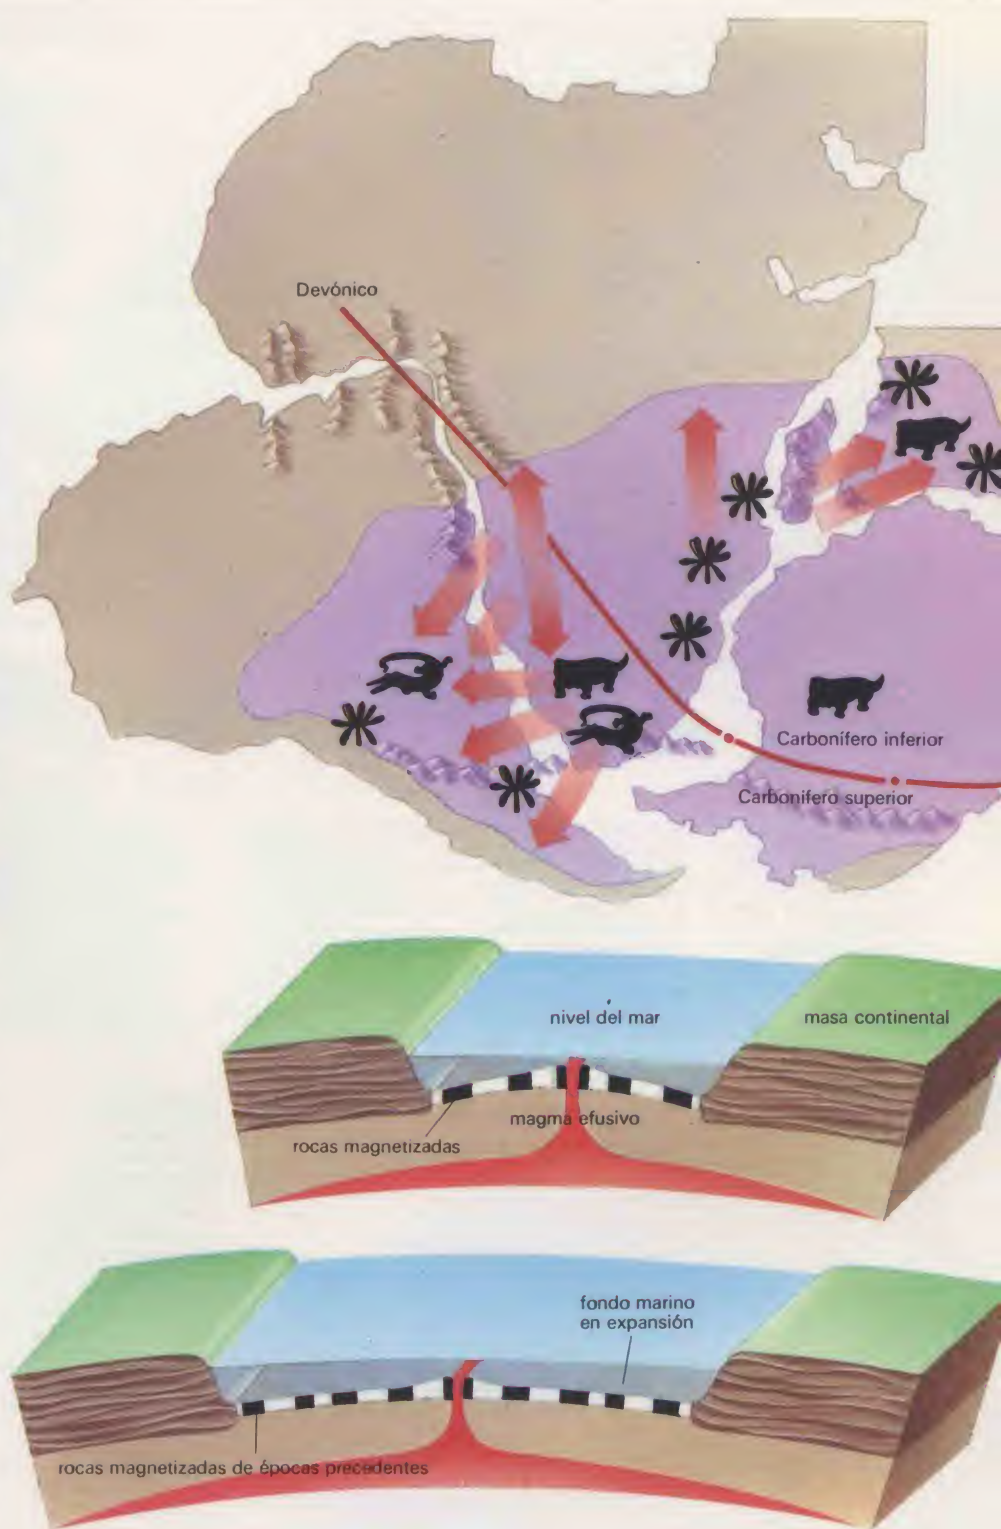 Devónico
Carbonífero inferior
Carbonífero superior
nivel del mar
masa continental
magma efusivo
rocas magnetizadas
fondo marino
en expansión
rocas magnetizadas de épocas precedentes